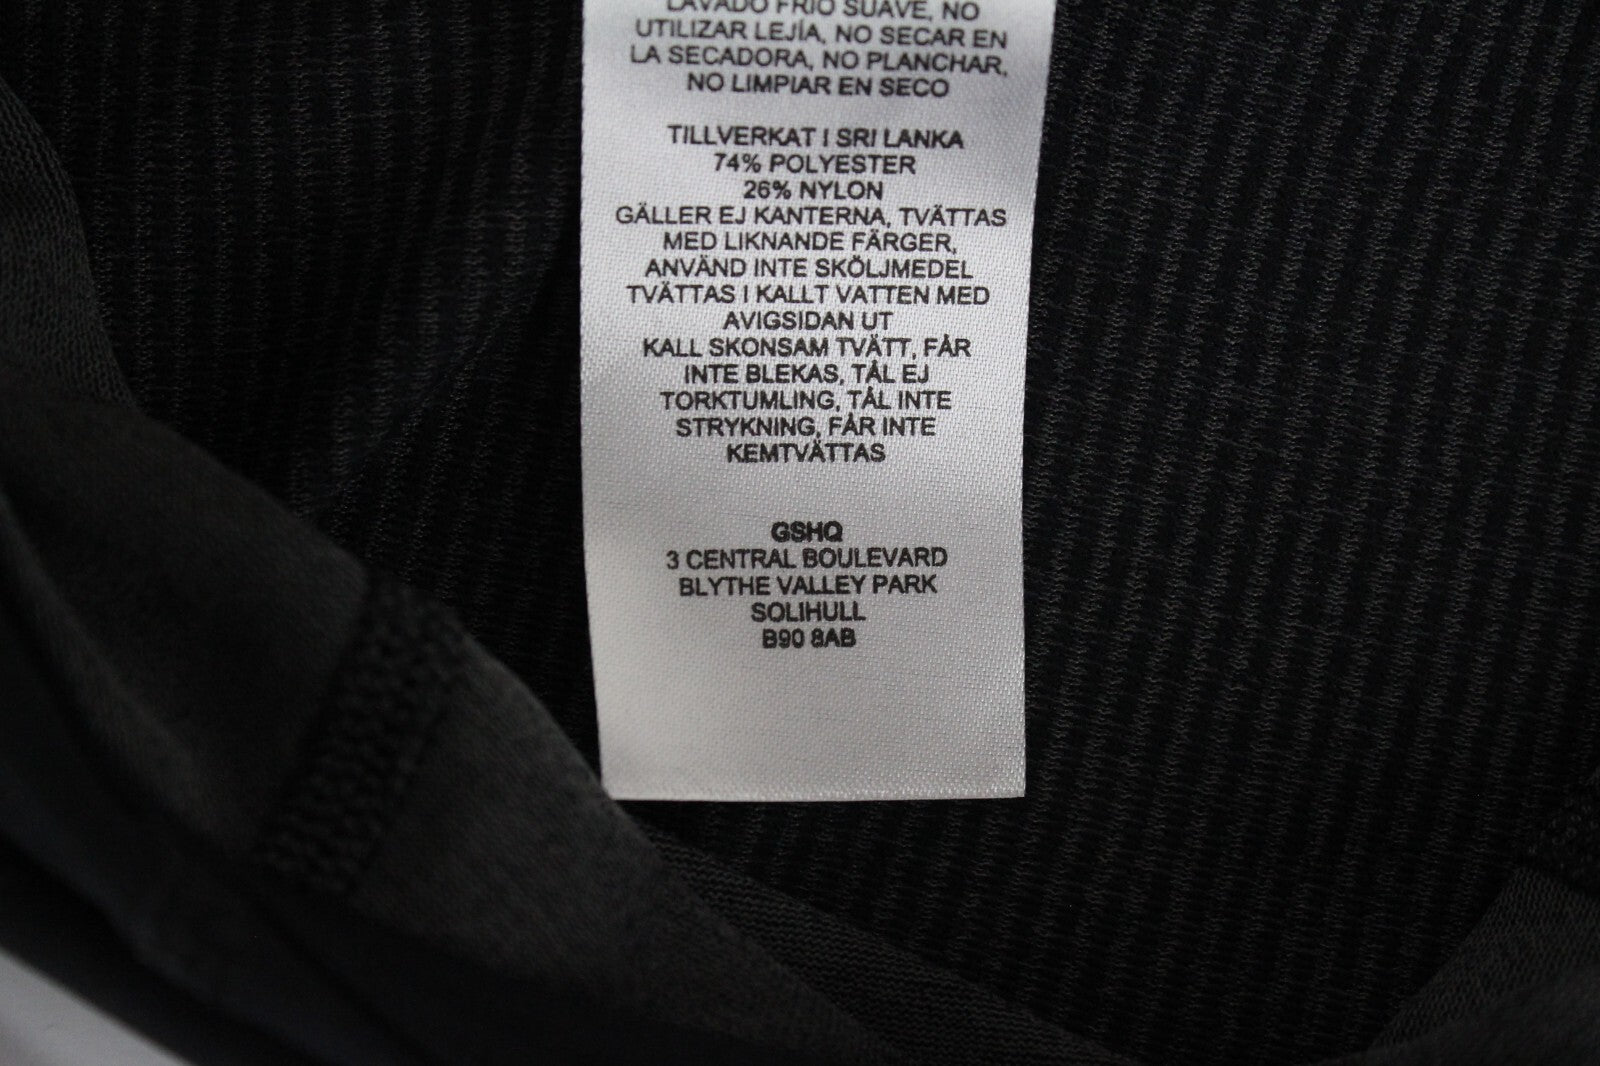 LAVADO FRÍO SUAVE, NO
UTILIZAR LEJÍA, NO SECAR EN
LA SECADORA, NO PLANCHAR,
NO LIMPIAR EN SECO
TILLVERKAT I SRI LANKA
74% POLYESTER
26% NYLON
GÄLLER EJ KANTERNA, TVÄTTAS
MED LIKNANDE FÄRGER,
ANVÄND INTE SKÖLJMEDEL
TVÄTTAS I KALLT VATTEN MED
AVIGSIDAN UT
KALL SKONSAM TVÄTT, FÅR
INTE BLEKAS, TÅL EJ
TORKTUMLING, TÅL INTE
STRYKNING, FÅR INTE
KEMTVÄTTAS
GSHQ
3 CENTRAL BOULEVARD
BLYTHE VALLEY PARK
SOLIHULL
B90 8AB